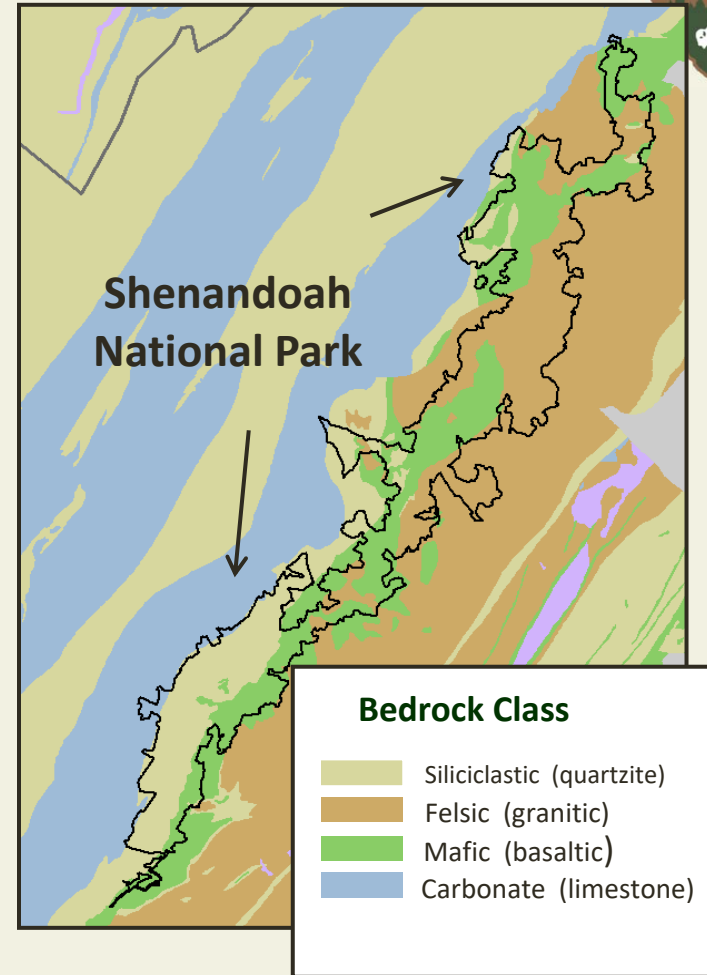 Shenandoah
National Park
Bedrock Class
Siliciclastic (quartzite)
Felsic (granitic)
Mafic (basaltic)
Carbonate (limestone)